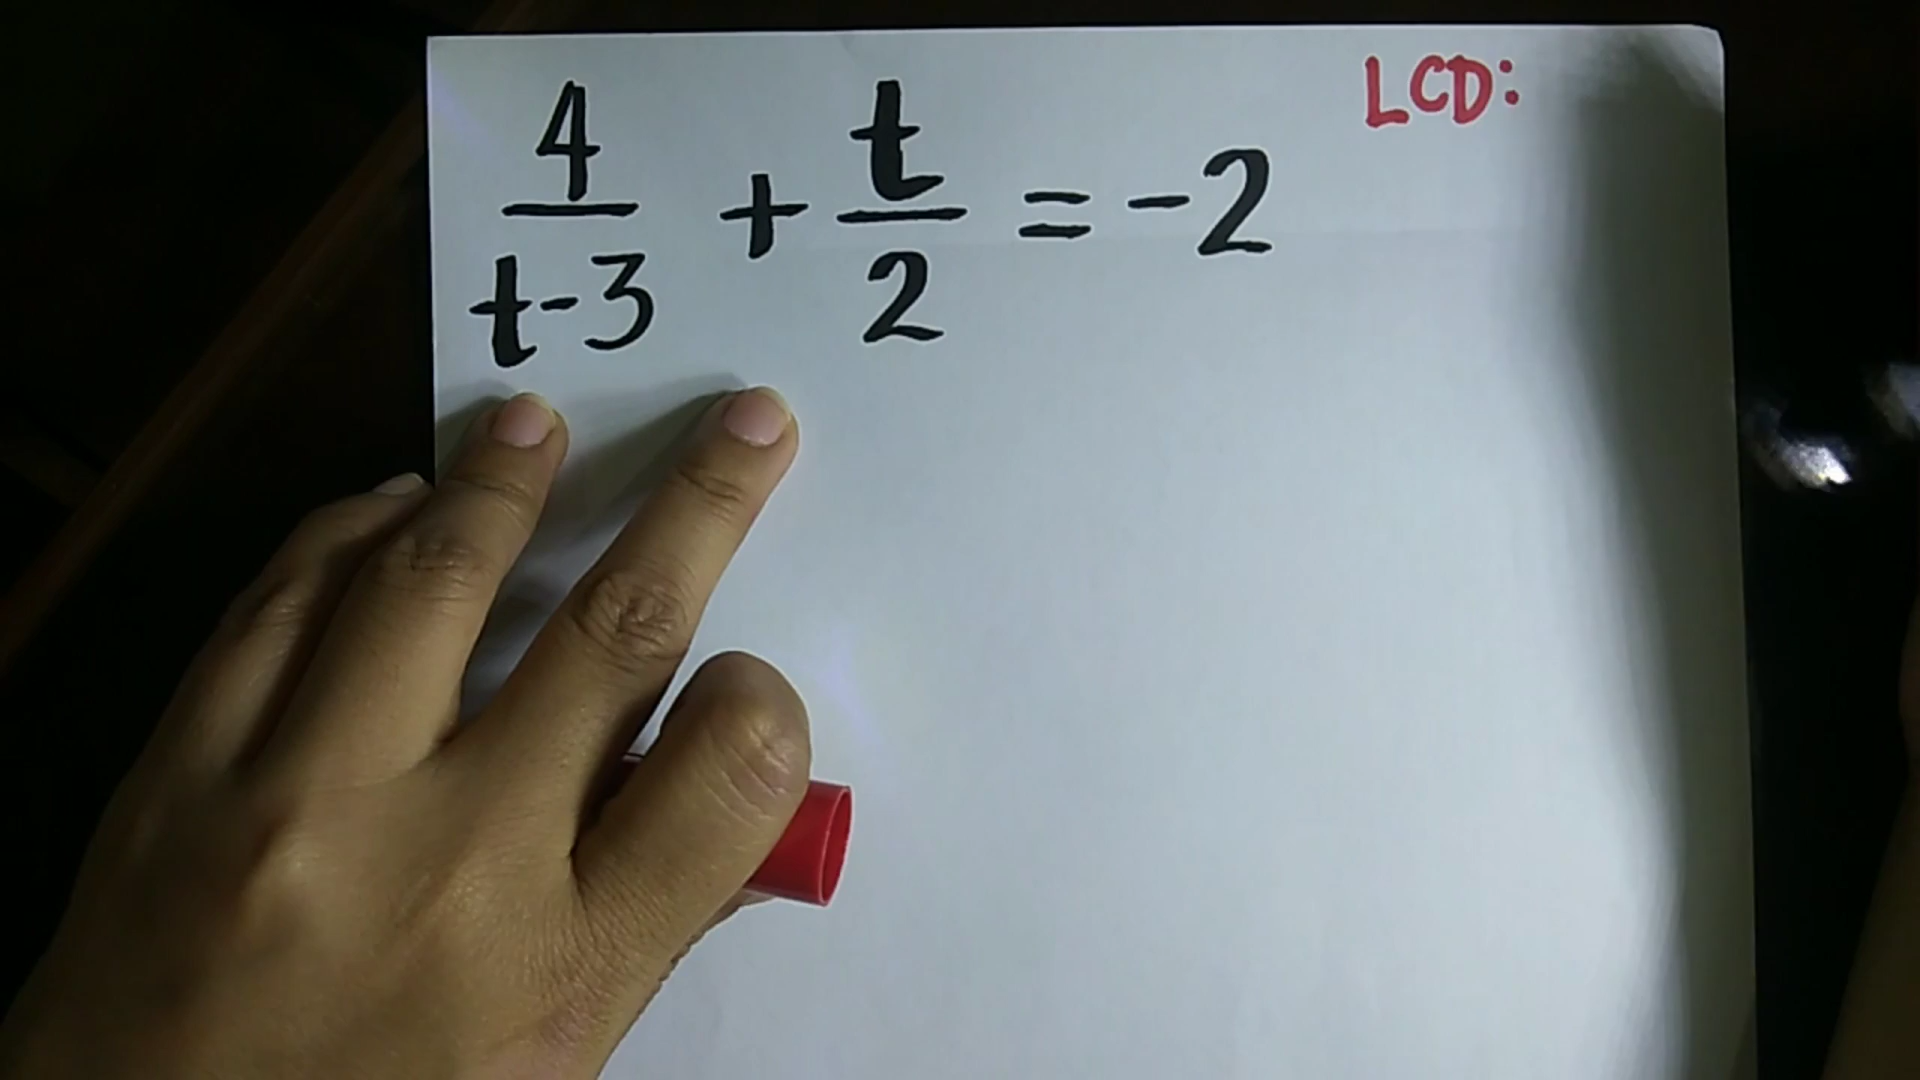 LCD:
4/(t-3) + t/2 = -2